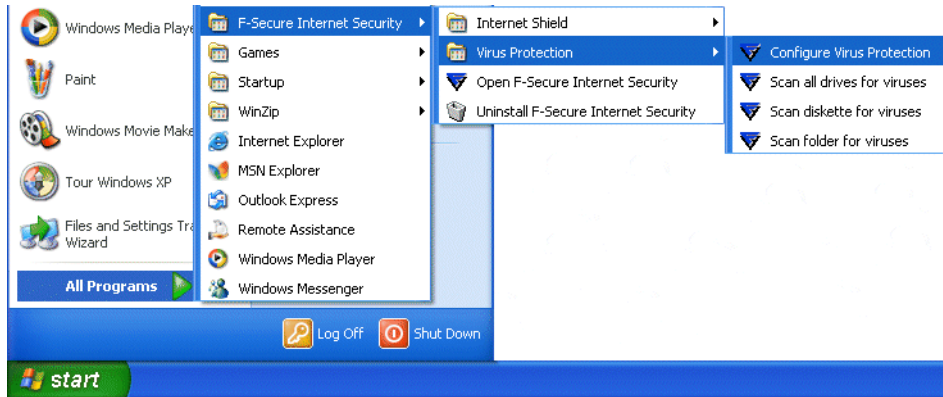 Windows Media Playe
Paint
Windows Movie Make
Tour Windows XP
Files and Settings Tra
Wizard
All Programs
F-Secure Internet Security
Games
Startup
WinZip
Internet Explorer
MSN Explorer
Outlook Express
Remote Assistance
Windows Media Player
Windows Messenger
Internet Shield
Virus Protection
Open F-Secure Internet Security
Uninstall F-Secure Internet Security
Configure Virus Protection
Scan all drives for viruses
Scan diskette for viruses
Scan folder for viruses
Log Off
Shut Down
start